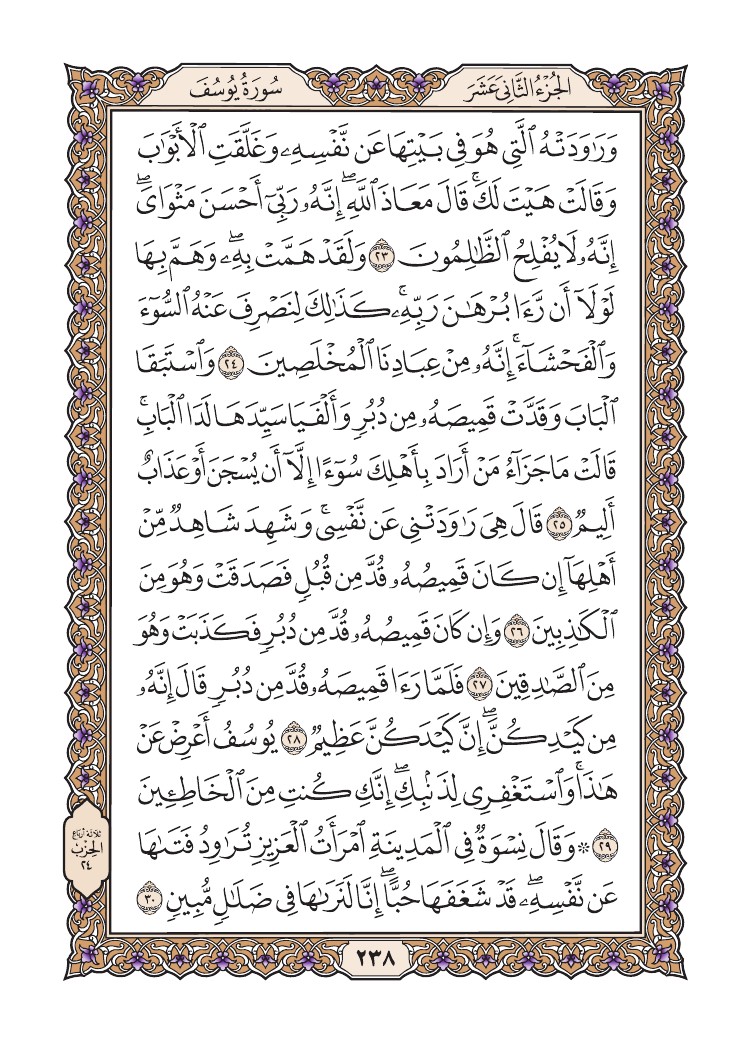 الجُزْءُ الثَّانِيَ عَشَرَ
سُورَةُ يُوسُفَ
وَرَٰوَدَتْهُ ٱلَّتِي هُوَ فِي بَيْتِهَا عَن نَّفْسِهِۦ وَغَلَّقَتِ ٱلْأَبْوَٰبَ
وَقَالَتْ هَيْتَ لَكَۚ قَالَ مَعَاذَ ٱللَّهِۖ إِنَّهُۥ رَبِّيٓ أَحْسَنَ مَثْوَايَۖ
إِنَّهُۥ لَا يُفْلِحُ ٱلظَّٰلِمُونَ ٢٣ وَلَقَدْ هَمَّتْ بِهِۦۖ وَهَمَّ بِهَا
لَوْلَآ أَن رَّءَا بُرْهَٰنَ رَبِّهِۦۚ كَذَٰلِكَ لِنَصْرِفَ عَنْهُ ٱلسُّوٓءَ
وَٱلْفَحْشَآءَۚ إِنَّهُۥ مِنْ عِبَادِنَا ٱلْمُخْلَصِينَ ٢٤ وَٱسْتَبَقَا
ٱلْبَابَ وَقَدَّتْ قَمِيصَهُۥ مِن دُبُرٖ وَأَلْفَيَا سَيِّدَهَا لَدَا ٱلْبَابِۚ
قَالَتْ مَا جَزَآءُ مَنْ أَرَادَ بِأَهْلِكَ سُوٓءًا إِلَّآ أَن يُسْجَنَ أَوْ عَذَابٌ
أَلِيمٞ ٢٥ قَالَ هِيَ رَٰوَدَتْنِي عَن نَّفْسِيۚ وَشَهِدَ شَاهِدٞ مِّنْ
أَهْلِهَآ إِن كَانَ قَمِيصُهُۥ قُدَّ مِن قُبُلٖ فَصَدَقَتْ وَهُوَ مِنَ
ٱلْكَٰذِبِينَ ٢٦ وَإِن كَانَ قَمِيصُهُۥ قُدَّ مِن دُبُرٖ فَكَذَبَتْ وَهُوَ
مِنَ ٱلصَّٰدِقِينَ ٢٧ فَلَمَّا رَءَا قَمِيصَهُۥ قُدَّ مِن دُبُرٖ قَالَ إِنَّهُۥ
مِن كَيْدِكُنَّۖ إِنَّ كَيْدَكُنَّ عَظِيمٞ ٢٨ يُوسُفُ أَعْرِضْ عَنْ
هَٰذَاۚ وَٱسْتَغْفِرِي لِذَنۢبِكِۖ إِنَّكِ كُنتِ مِنَ ٱلْخَاطِـِٔينَ
٢٩ ۞ وَقَالَ نِسْوَةٞ فِي ٱلْمَدِينَةِ ٱمْرَأَتُ ٱلْعَزِيزِ تُرَٰوِدُ فَتَىٰهَا
عَن نَّفْسِهِۦۖ قَدْ شَغَفَهَا حُبًّاۖ إِنَّا لَنَرَىٰهَا فِي ضَلَٰلٖ مُّبِينٖ ٣٠
ثلاثة أرباع
الحِزْب
٢٤
٢٣٨